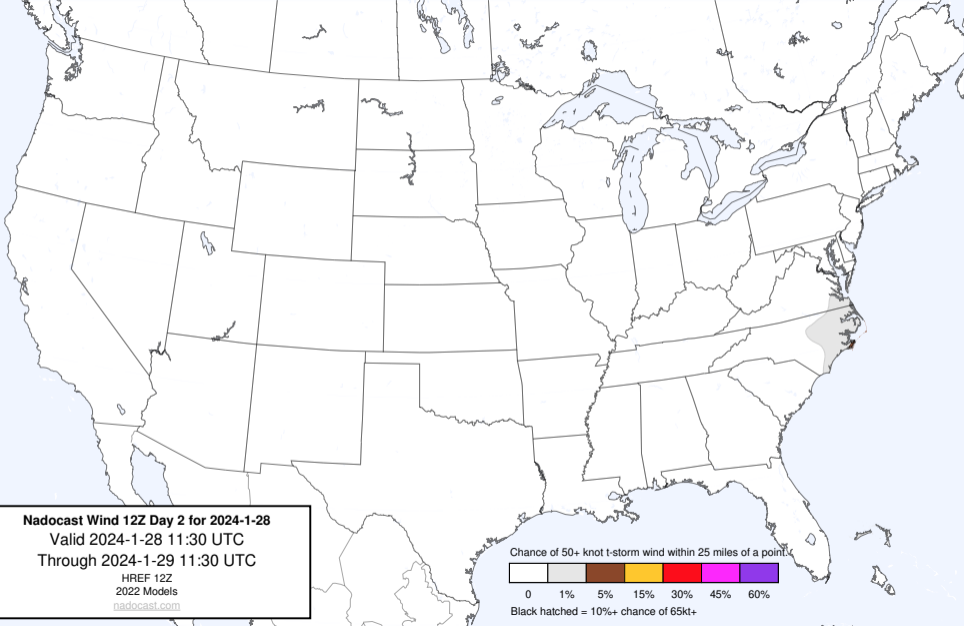 Nadocast Wind 12Z Day 2 for 2024-1-28
Valid 2024-1-28 11:30 UTC
Through 2024-1-29 11:30 UTC
HREF 12Z
2022 Models
nadocast.com
Chance of 50+ knot t-storm wind within 25 miles of a point.
0 1% 5% 15% 30% 45% 60%
Black hatched = 10%+ chance of 65kt+